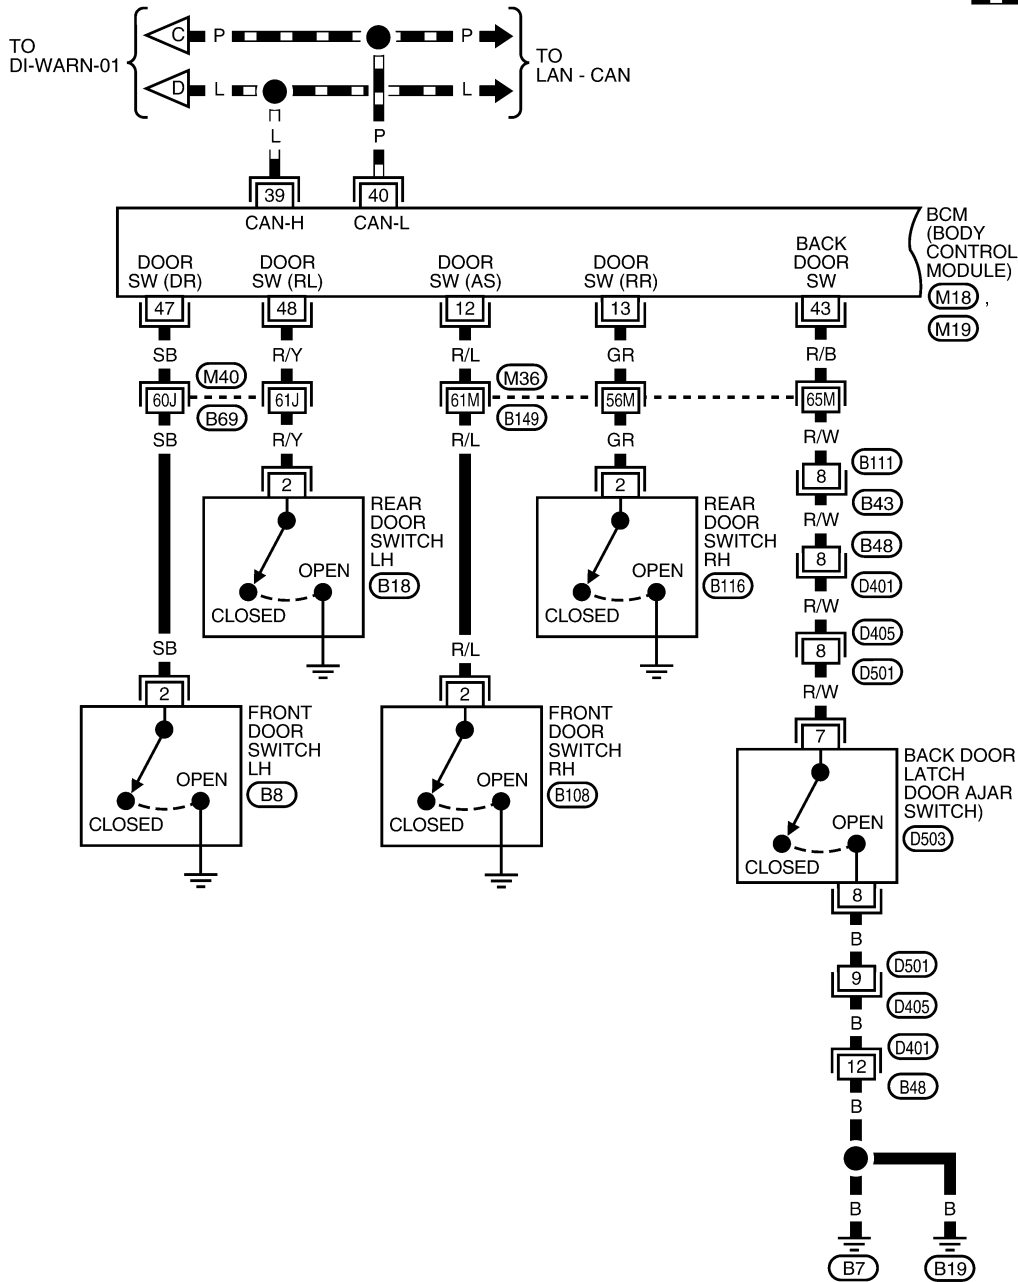 TO
DI-WARN-01
C P P
D L L
TO
LAN - CAN
L P
39 40
CAN-H CAN-L
BCM
(BODY
CONTROL
MODULE)
M18 ,
M19
DOOR
SW (DR)
DOOR
SW (RL)
DOOR
SW (AS)
DOOR
SW (RR)
BACK
DOOR
SW
47 48 12 13 43
SB R/Y R/L GR R/B
M40 M36
60J 61J 61M 56M 65M
B69 B149
SB R/Y R/L GR R/W
B111
8
B43
R/W
B48
8
D401
R/W
D405
8
D501
R/W
2
REAR
DOOR
SWITCH
LH
B18
OPEN
CLOSED
2
REAR
DOOR
SWITCH
RH
B116
OPEN
CLOSED
SB R/L
2
FRONT
DOOR
SWITCH
LH
B8
OPEN
CLOSED
2
FRONT
DOOR
SWITCH
RH
B108
OPEN
CLOSED
7
BACK DOOR
LATCH
DOOR AJAR
SWITCH)
D503
OPEN
CLOSED
8
B
D501
9
D405
B
D401
12
B48
B
B B
B7 B19